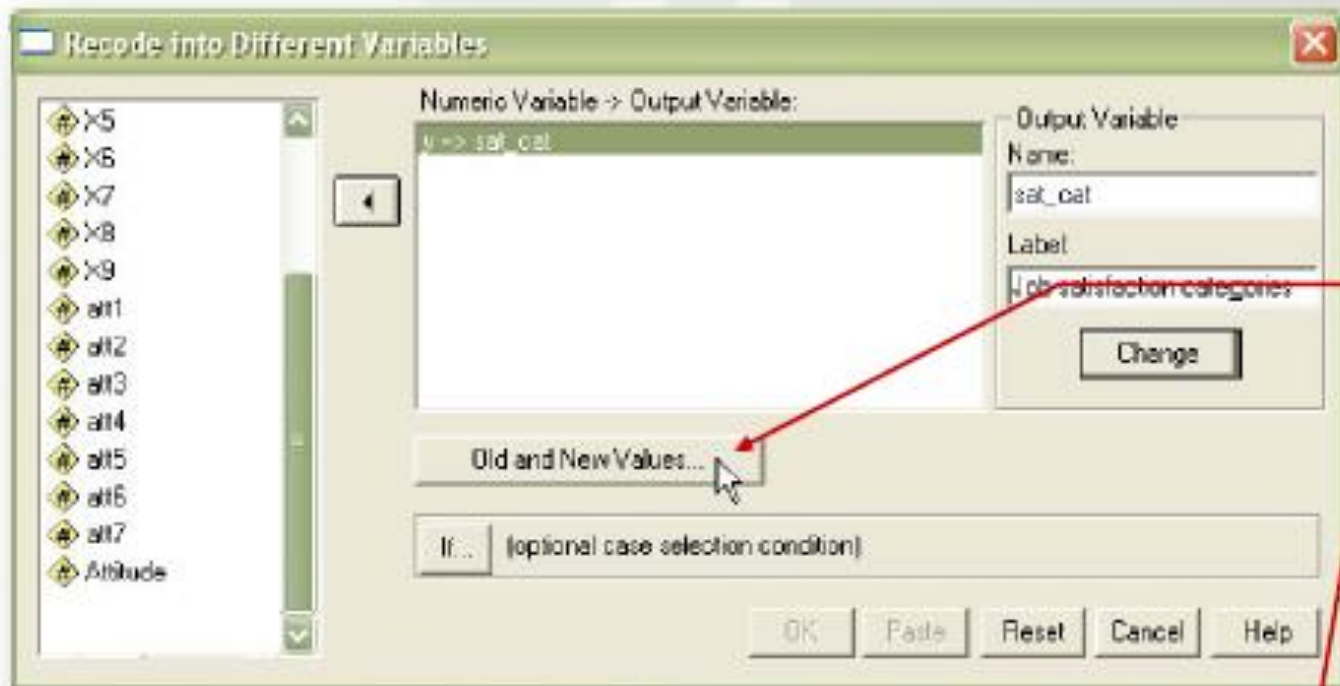 Recode into Different Variables
X5
X6
X7
X8
X9
att1
att2
att3
att4
att5
att6
att7
Attitude
Numeric Variable -> Output Variable:
y => sat_cat
Output Variable
Name:
sat_cat
Label
Job satisfaction categories
Change
Old and New Values...
If... (optional case selection condition)
OK Paste Reset Cancel Help